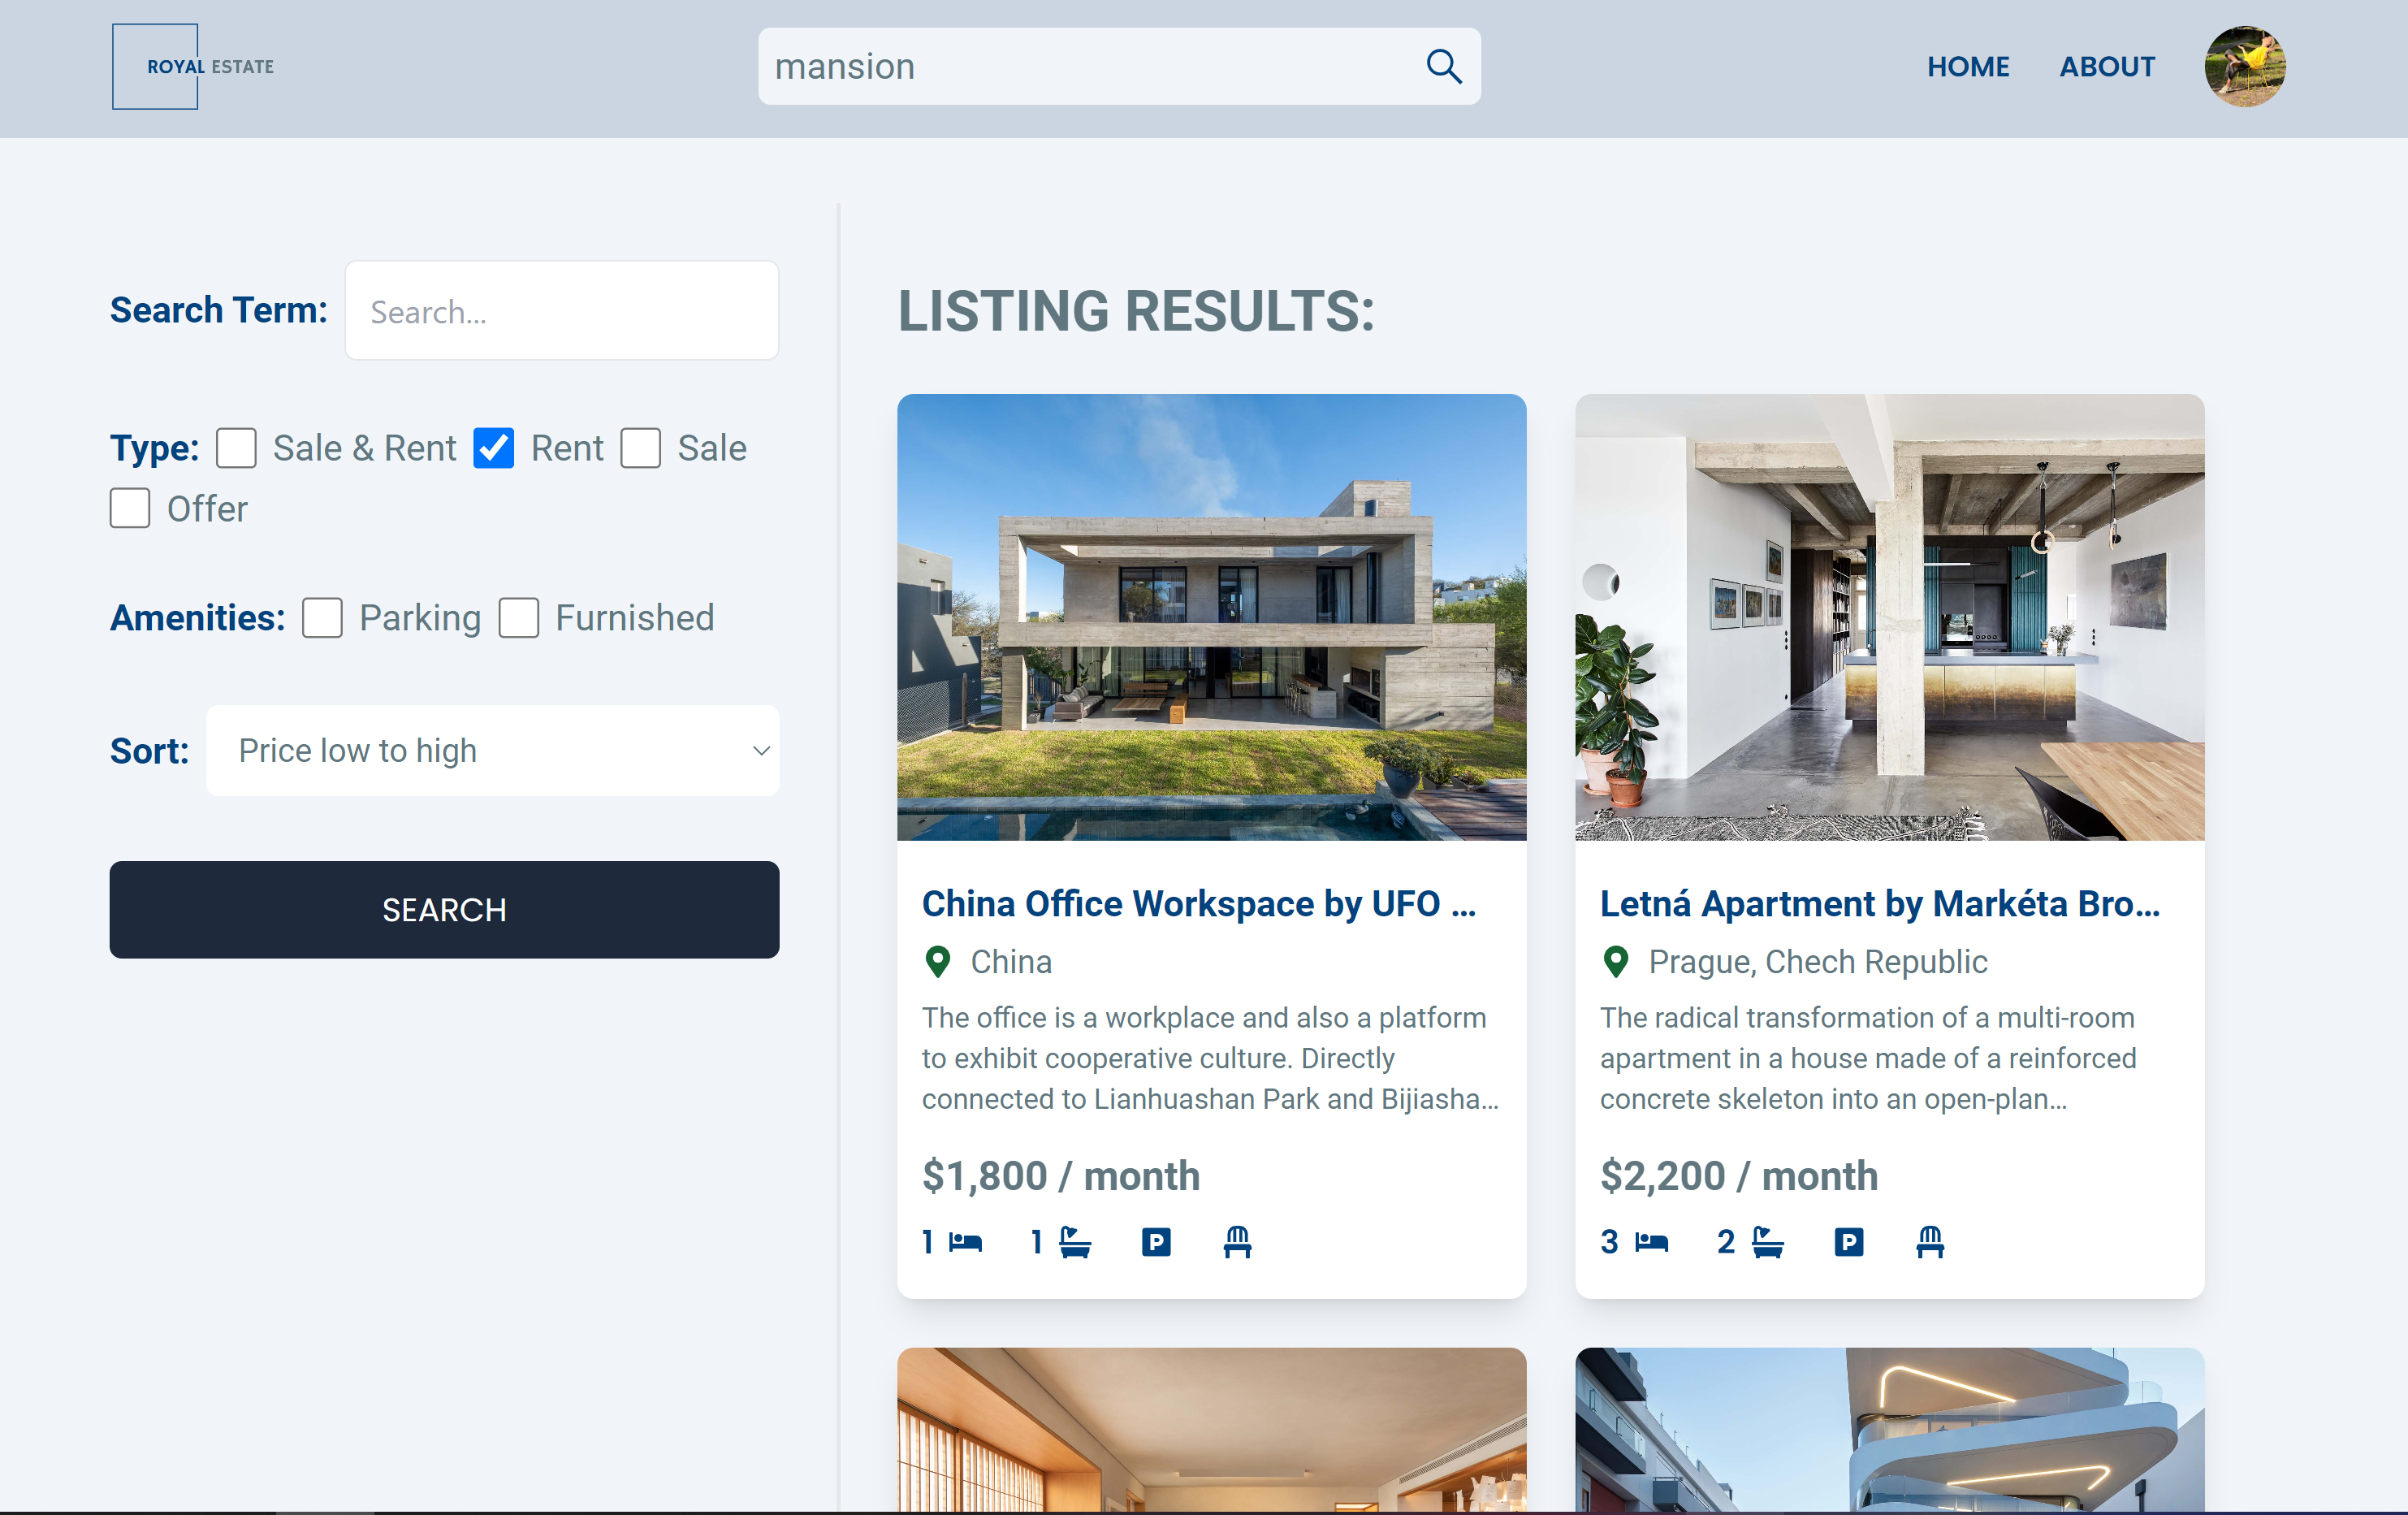 ROYAL ESTATE
mansion
HOME
ABOUT
Search Term:
Search...
Type:
Sale & Rent
Rent
Sale
Offer
Amenities:
Parking
Furnished
Sort:
Price low to high
SEARCH
LISTING RESULTS:
China Office Workspace by UFO ...
China
The office is a workplace and also a platform
to exhibit cooperative culture. Directly
connected to Lianhuashan Park and Bijiasha...
$1,800 / month
1
1
P
Letná Apartment by Markéta Bro...
Prague, Chech Republic
The radical transformation of a multi-room
apartment in a house made of a reinforced
concrete skeleton into an open-plan...
$2,200 / month
3
2
P